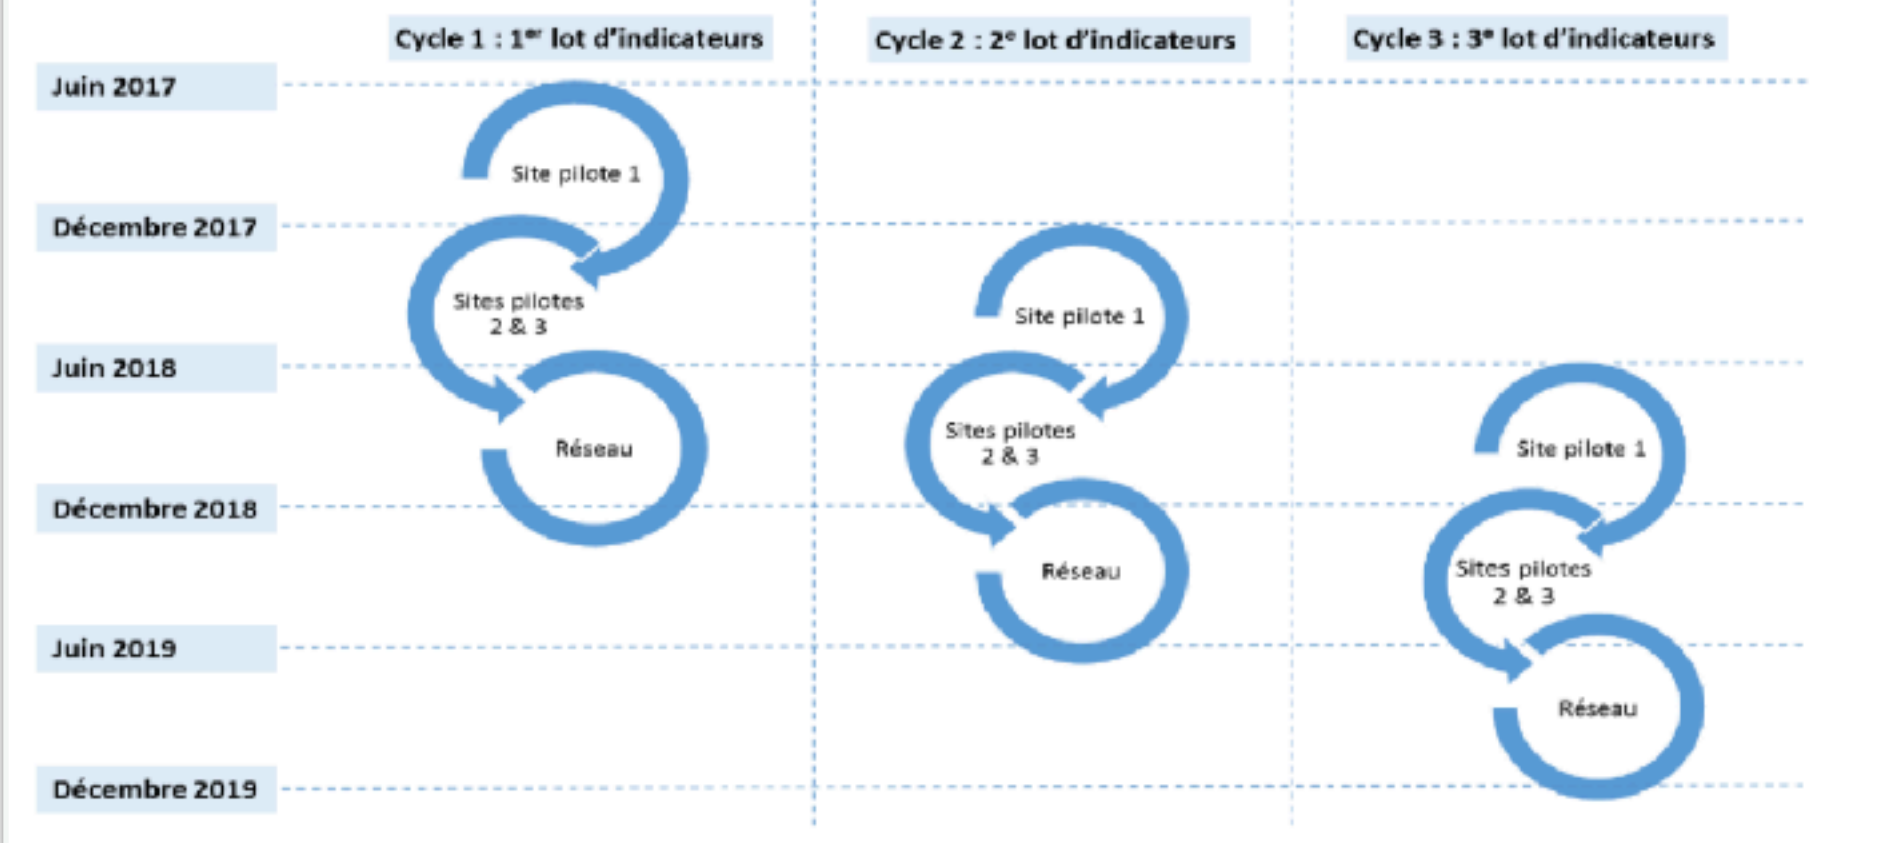 Cycle 1 : 1er lot d'indicateurs
Cycle 2 : 2e lot d'indicateurs
Cycle 3 : 3e lot d'indicateurs
Juin 2017
Site pilote 1
Décembre 2017
Sites pilotes
2 & 3
Site pilote 1
Juin 2018
Sites pilotes
2 & 3
Réseau
Site pilote 1
Décembre 2018
Réseau
Sites pilotes
2 & 3
Juin 2019
Réseau
Décembre 2019